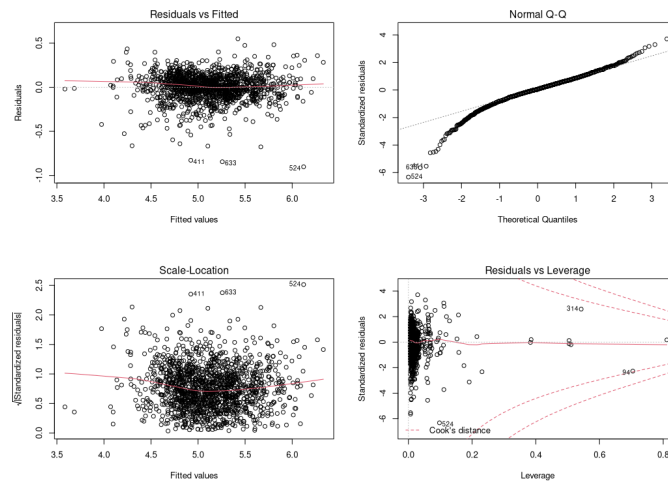 Residuals vs Fitted
Residuals
0.5
0.0
-0.5
-1.0
411
633
524
3.5 4.0 4.5 5.0 5.5 6.0
Fitted values
Normal Q-Q
Standardized residuals
4
2
0
-2
-4
-6
524
-3 -2 -1 0 1 2 3
Theoretical Quantiles
Scale-Location
√|Standardized residuals|
2.5
2.0
1.5
1.0
0.5
0.0
411
633
524
3.5 4.0 4.5 5.0 5.5 6.0
Fitted values
Residuals vs Leverage
Standardized residuals
4
2
0
-2
-4
-6
314
94
524
Cook's distance
0.0 0.2 0.4 0.6 0.8
Leverage